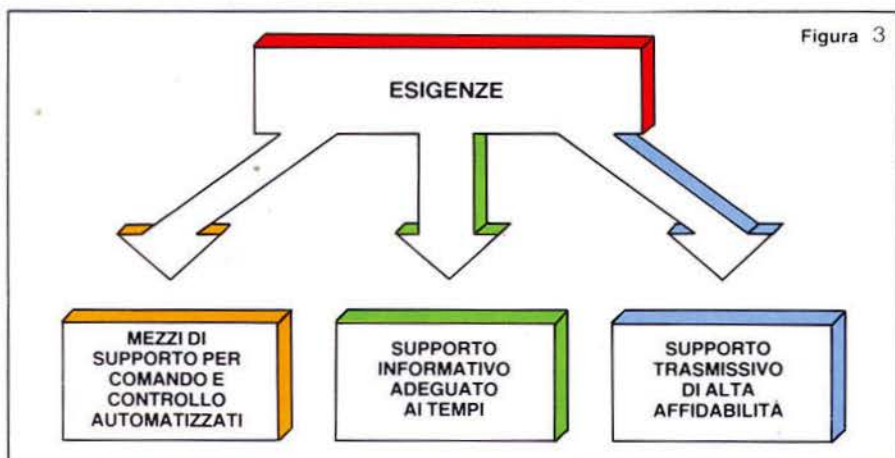 Figura 3
ESIGENZE
MEZZI DI
SUPPORTO PER
COMANDO E
CONTROLLO
AUTOMATIZZATI
SUPPORTO
INFORMATIVO
ADEGUATO
AI TEMPI
SUPPORTO
TRASMISSIVO
DI ALTA
AFFIDABILITÀ